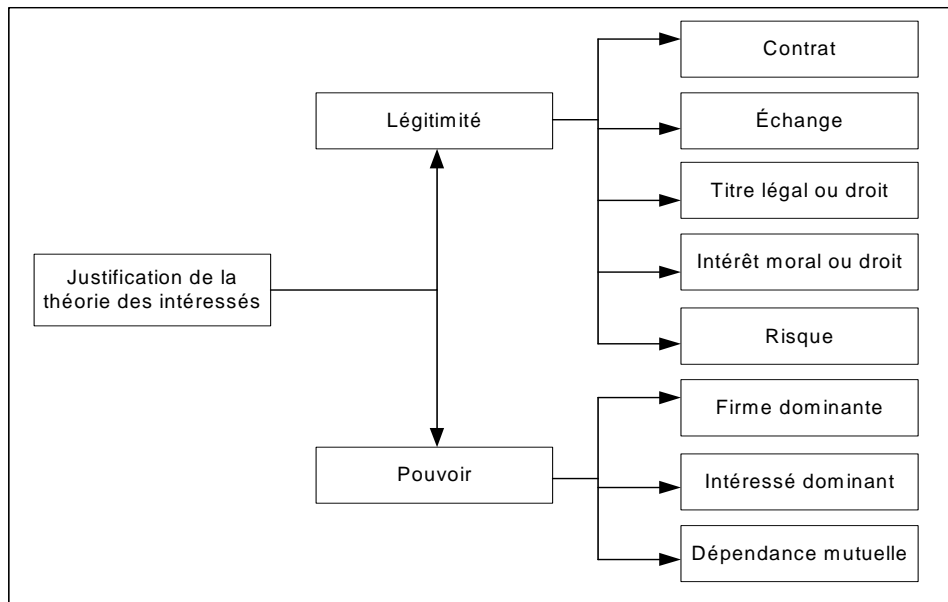 Contrat
Légitimité
Échange
Titre légal ou droit
Justification de la
théorie des intéressés
Intérêt moral ou droit
Risque
Firme dominante
Pouvoir
Intéressé dominant
Dépendance mutuelle